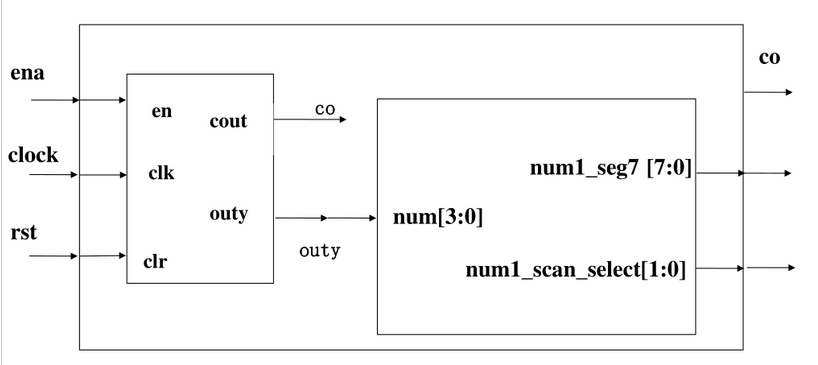 ena
clock
rst
en
clk
clr
cout
outy
co
outy
num[3:0]
num1_seg7 [7:0]
num1_scan_select[1:0]
co